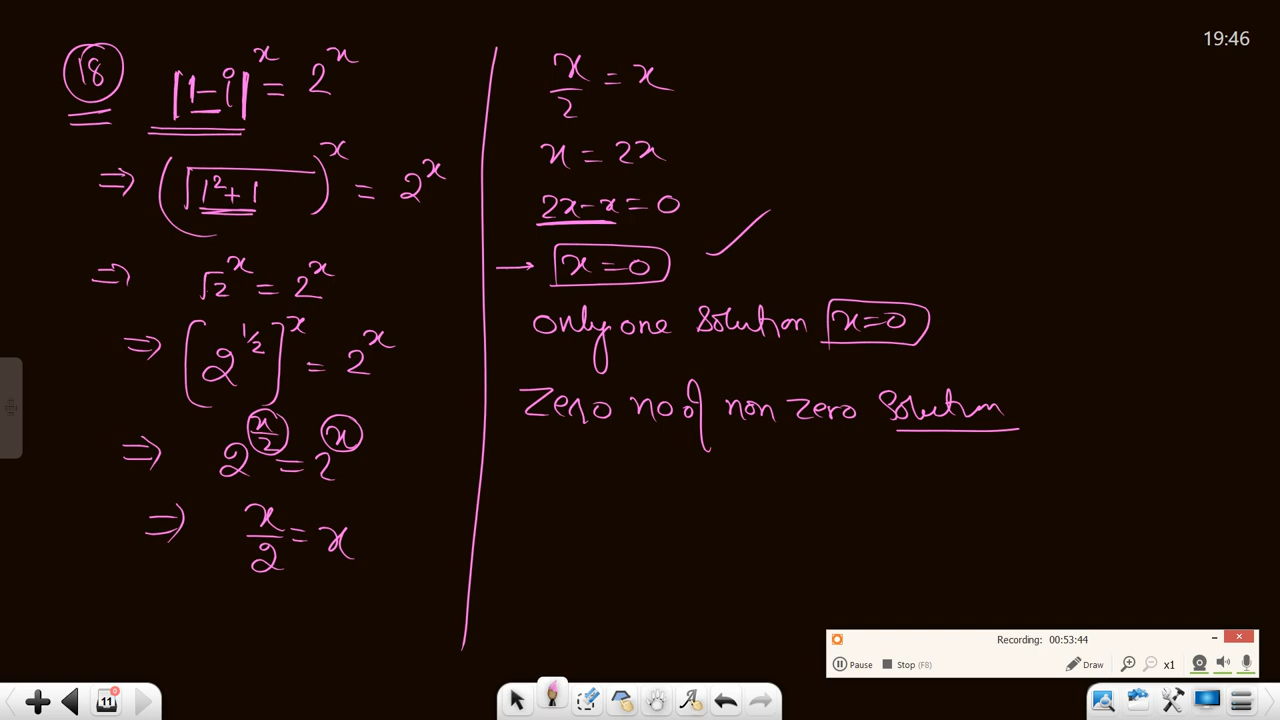 19:46
18
|1-i|^x = 2^x
⇒ (√(1²+1))^x = 2^x
⇒ √2^x = 2^x
⇒ [2^(1/2)]^x = 2^x
⇒ 2^(x/2) = 2^x
⇒ x/2 = x
x/2 = x
x = 2x
2x-x = 0
→ x=0 ✓
Only one solution x=0
Zero no of non zero solution
Recording: 00:53:44
Pause Stop (F8) Draw x1
11 0